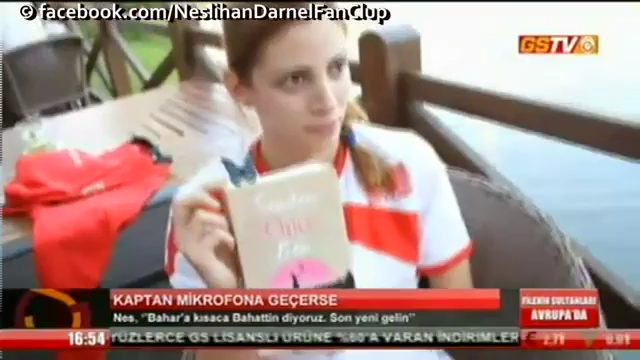 © facebook.com/NeslihanDarnelFanClup
GSTV
KAPTAN MİKROFONA GEÇERSE
Nes, "Bahar'a kısaca Bahattin diyoruz. Son yeni gelin"
FİLENİN SULTANLARI
AVRUPA'DA
16:54 YÜZLERCE GS LİSANSLI ÜRÜNE %60'A VARAN İNDİRİMLER